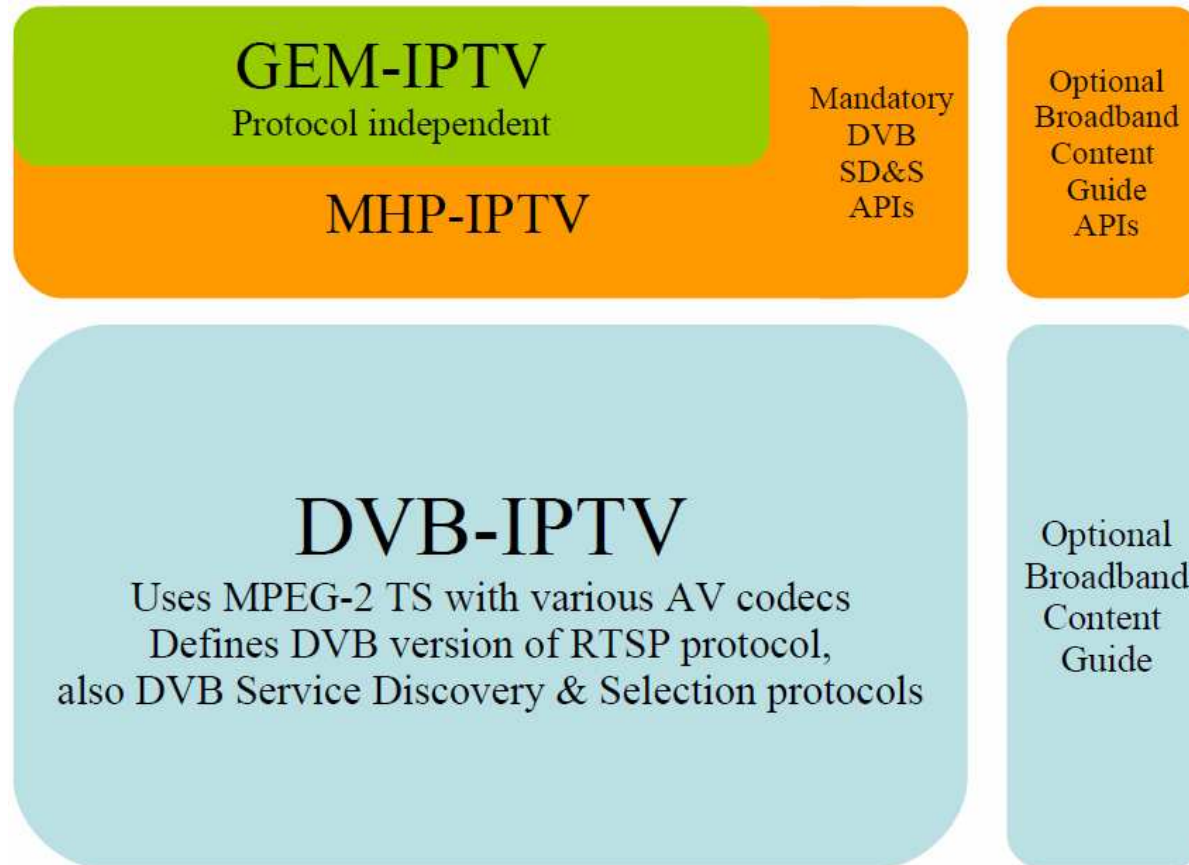 GEM-IPTV
Protocol independent
MHP-IPTV
Mandatory
DVB
SD&S
APIs
Optional
Broadband
Content
Guide
APIs
DVB-IPTV
Uses MPEG-2 TS with various AV codecs
Defines DVB version of RTSP protocol,
also DVB Service Discovery & Selection protocols
Optional
Broadband
Content
Guide